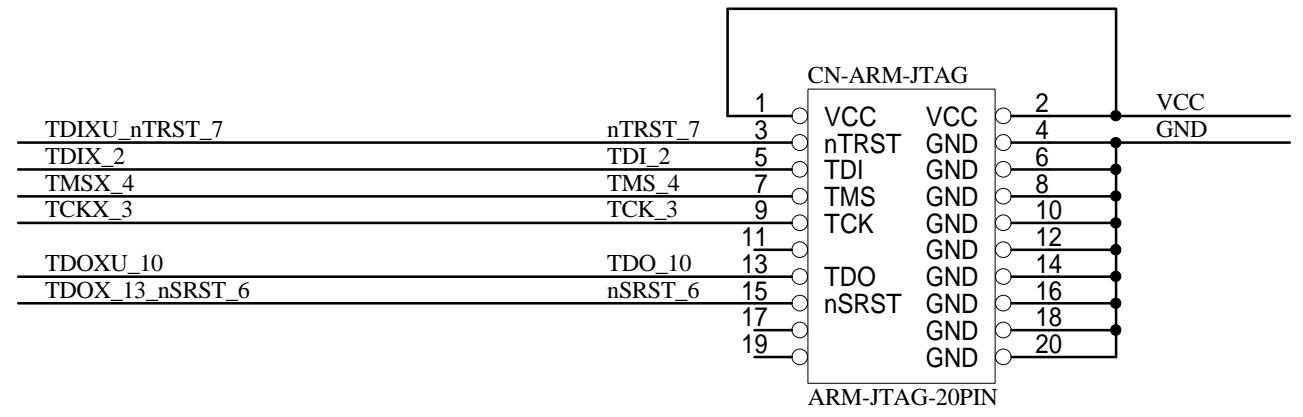 CN-ARM-JTAG
1 VCC VCC 2 VCC
TDIXU_nTRST_7 nTRST_7 3 nTRST GND 4 GND
TDIX_2 TDI_2 5 TDI GND 6
TMSX_4 TMS_4 7 TMS GND 8
TCKX_3 TCK_3 9 TCK GND 10
11 GND 12
TDOXU_10 TDO_10 13 TDO GND 14
TDOX_13_nSRST_6 nSRST_6 15 nSRST GND 16
17 GND 18
19 GND 20
ARM-JTAG-20PIN